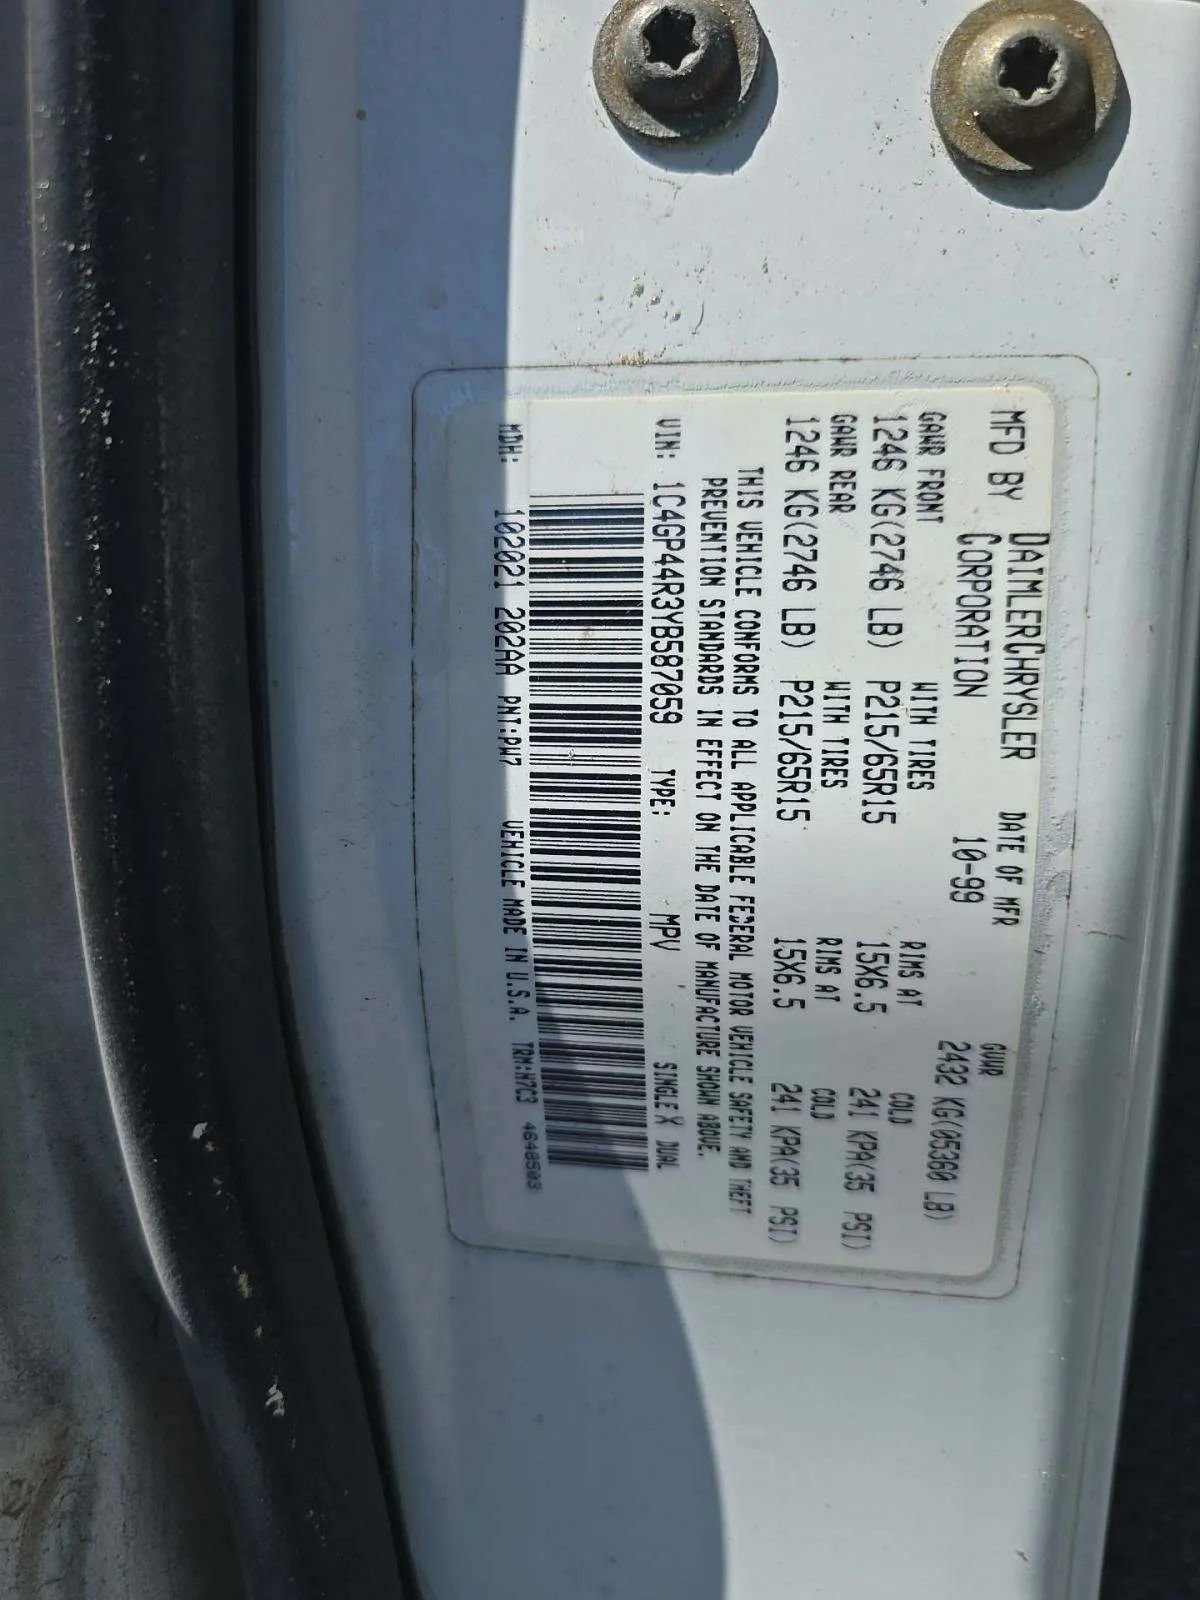 MFD BY DAIMLERCHRYSLER CORPORATION DATE OF MFR 10-99 GVWR 2432 KG(05360 LB)
GAWR FRONT WITH TIRES RIMS AT COLD
1246 KG(2746 LB) P215/65R15 15X6.5 241 KPA(35 PSI)
GAWR REAR WITH TIRES RIMS AT COLD
1246 KG(2746 LB) P215/65R15 15X6.5 241 KPA(35 PSI)
THIS VEHICLE CONFORMS TO ALL APPLICABLE FEDERAL MOTOR VEHICLE SAFETY AND THEFT
PREVENTION STANDARDS IN EFFECT ON THE DATE OF MANUFACTURE SHOWN ABOVE.
VIN: 1C4GP44R3YB587059 TYPE: MPV SINGLE X DUAL
MDH: 102021 202AA PNT:PW7 VEHICLE MADE IN U.S.A. TRM:H7C3 4648503